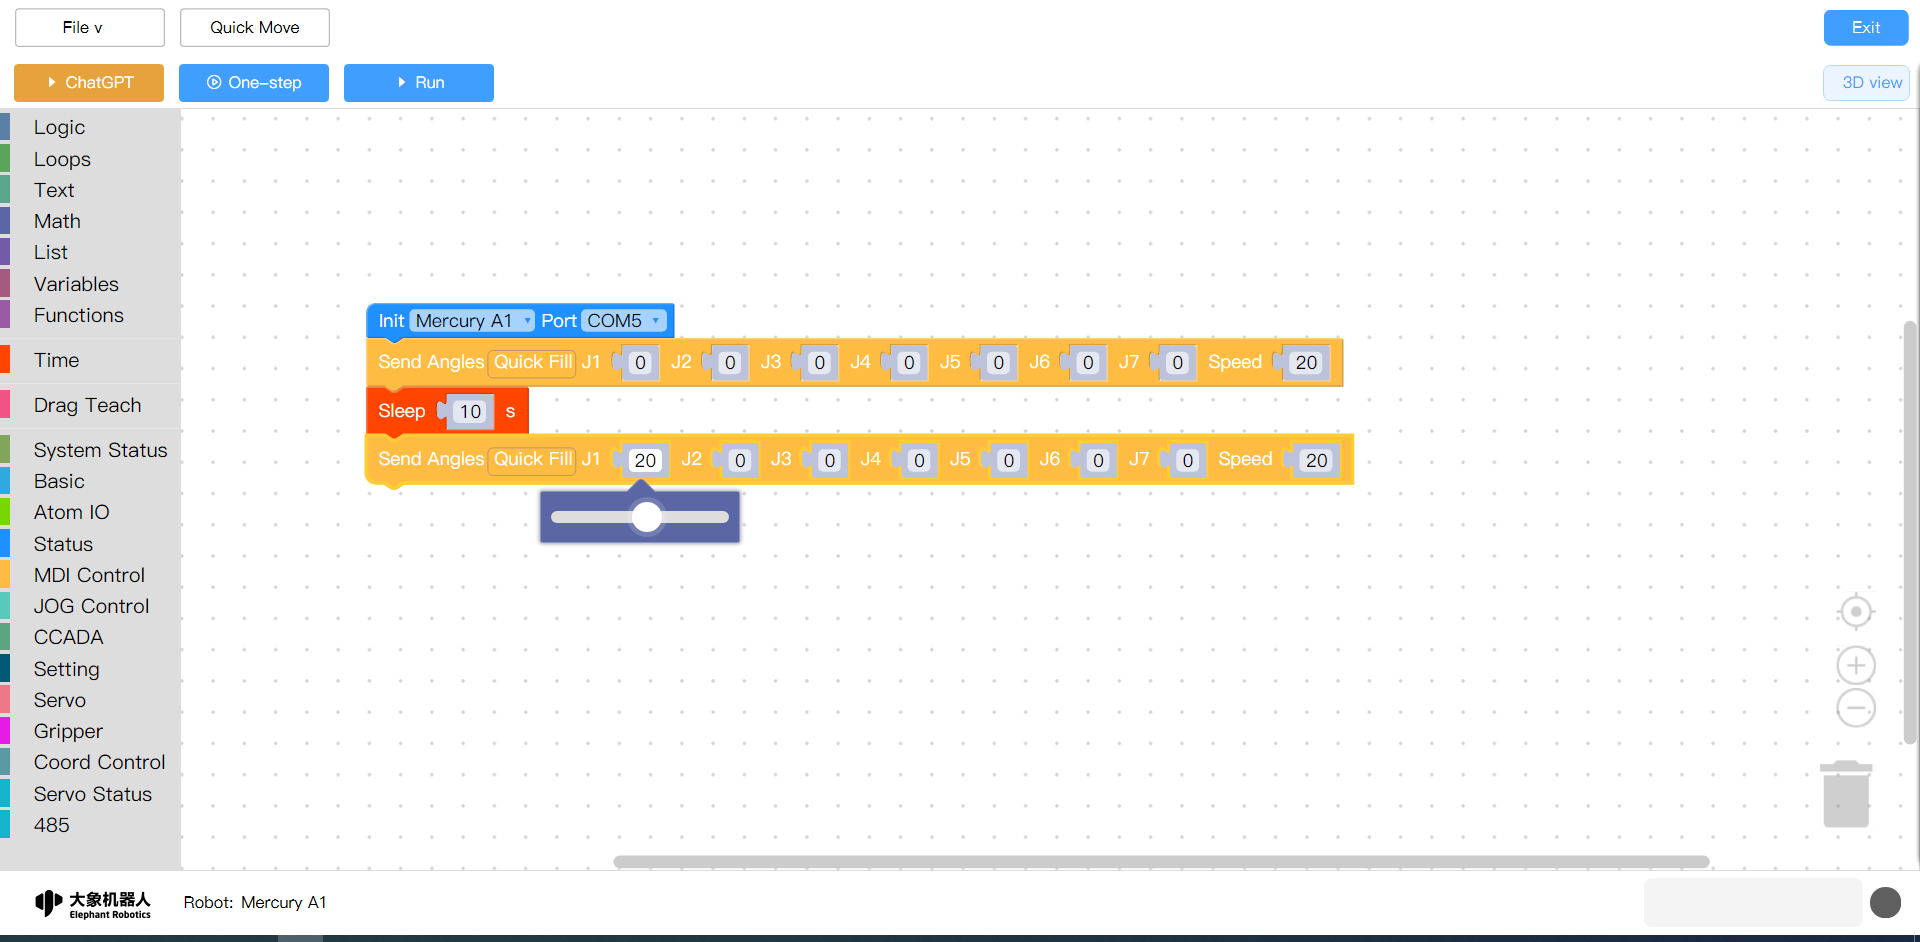 File v Quick Move Exit
ChatGPT One-step Run 3D view
Logic
Loops
Text
Math
List
Variables
Functions
Time
Drag Teach
System Status
Basic
Atom IO
Status
MDI Control
JOG Control
CCADA
Setting
Servo
Gripper
Coord Control
Servo Status
485
Init Mercury A1 Port COM5
Send Angles Quick Fill J1 0 J2 0 J3 0 J4 0 J5 0 J6 0 J7 0 Speed 20
Sleep 10 s
Send Angles Quick Fill J1 20 J2 0 J3 0 J4 0 J5 0 J6 0 J7 0 Speed 20
大象机器人
Elephant Robotics
Robot: Mercury A1